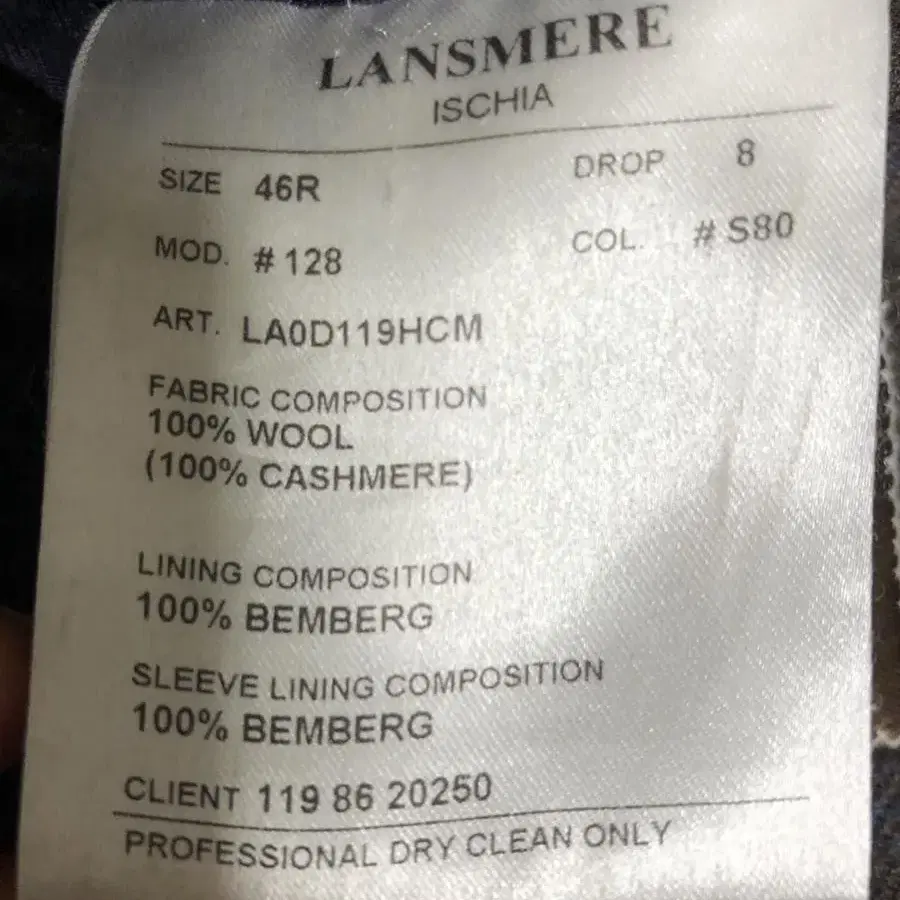 LANSMERE
ISCHIA
SIZE 46R DROP 8
MOD. # 128 COL. # S80
ART. LA0D119HCM
FABRIC COMPOSITION
100% WOOL
(100% CASHMERE)
LINING COMPOSITION
100% BEMBERG
SLEEVE LINING COMPOSITION
100% BEMBERG
CLIENT 119 86 20250
PROFESSIONAL DRY CLEAN ONLY